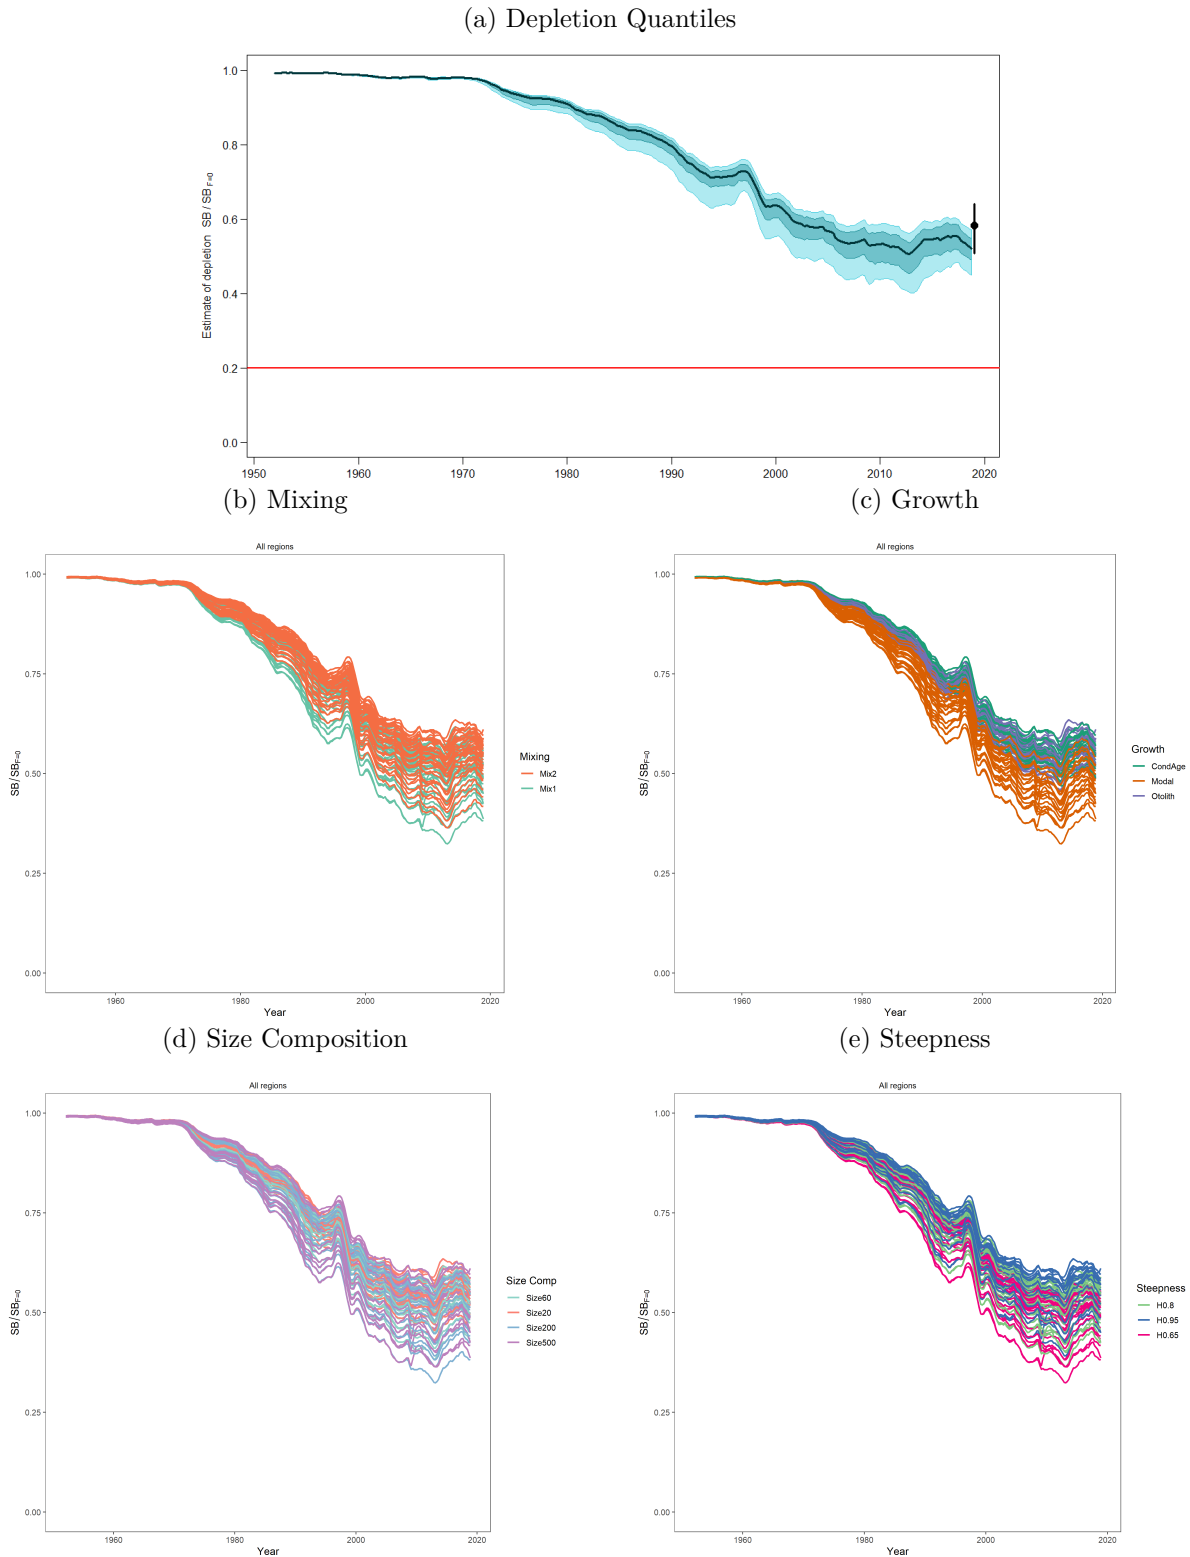 (a) Depletion Quantiles
Estimate of depletion SB / SB F=0
1.0
0.8
0.6
0.4
0.2
0.0
1950 1960 1970 1980 1990 2000 2010 2020
(b) Mixing
All regions
SB/SBF=0
1.00
0.75
0.50
0.25
0.00
1960 1980 2000 2020
Year
Mixing
Mix2
Mix1
(c) Growth
All regions
SB/SBF=0
1.00
0.75
0.50
0.25
0.00
1960 1980 2000 2020
Year
Growth
CondAge
Modal
Otolith
(d) Size Composition
All regions
SB/SBF=0
1.00
0.75
0.50
0.25
0.00
1960 1980 2000 2020
Year
Size Comp
Size60
Size20
Size200
Size500
(e) Steepness
All regions
SB/SBF=0
1.00
0.75
0.50
0.25
0.00
1960 1980 2000 2020
Year
Steepness
H0.8
H0.95
H0.65